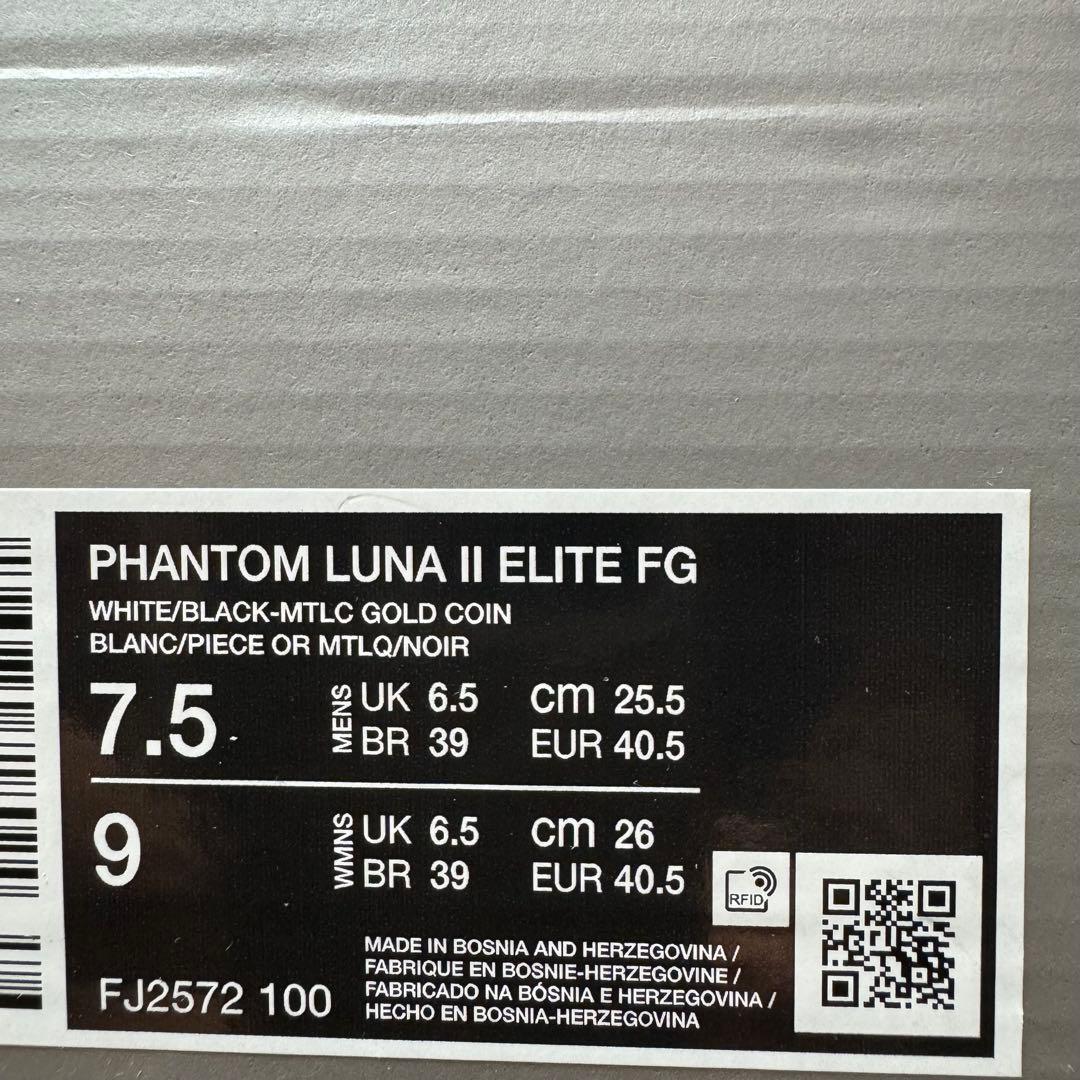 PHANTOM LUNA II ELITE FG
WHITE/BLACK-MTLC GOLD COIN
BLANC/PIECE OR MTLQ/NOIR
7.5 MENS UK 6.5 cm 25.5
BR 39 EUR 40.5
9 WMNS UK 6.5 cm 26
BR 39 EUR 40.5
RFID
MADE IN BOSNIA AND HERZEGOVINA /
FABRIQUE EN BOSNIE-HERZEGOVINE /
FABRICADO NA BÓSNIA E HERZEGOVINA /
HECHO EN BOSNIA-HERZEGOVINA
FJ2572 100